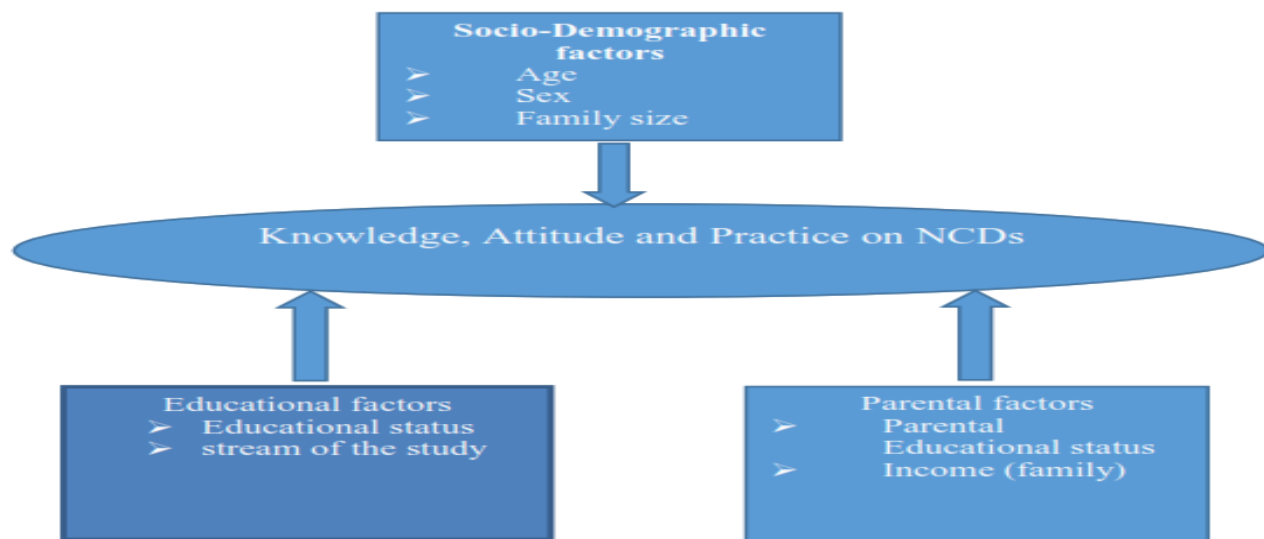 Socio-Demographic
factors
➢ Age
➢ Sex
➢ Family size
Knowledge, Attitude and Practice on NCDs
Educational factors
➢ Educational status
➢ stream of the study
Parental factors
➢ Parental
Educational status
➢ Income (family)